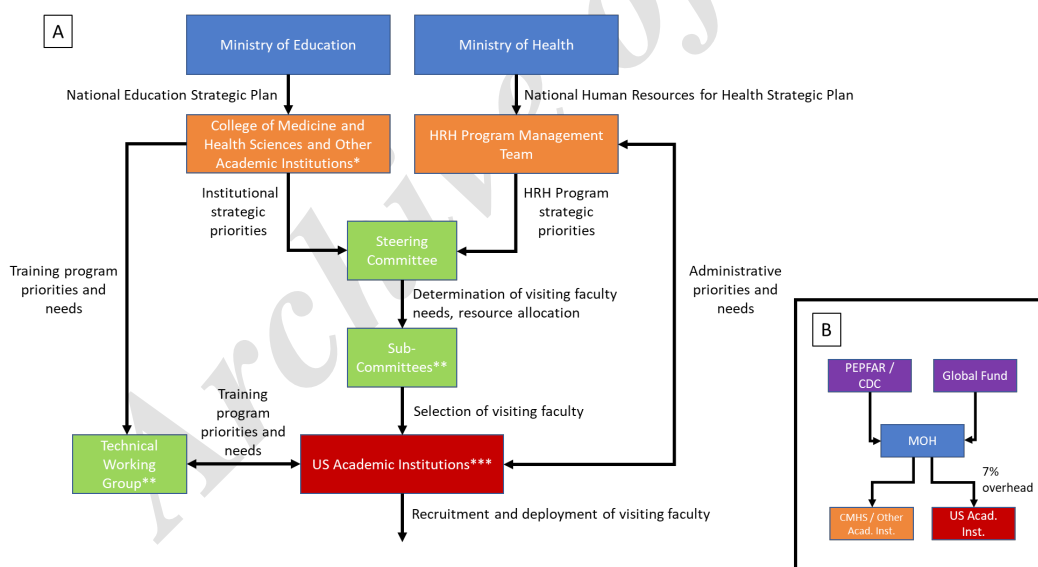 A
Ministry of Education
Ministry of Health
National Education Strategic Plan
National Human Resources for Health Strategic Plan
College of Medicine and
Health Sciences and Other
Academic Institutions*
HRH Program Management
Team
Institutional
strategic
priorities
HRH Program
strategic
priorities
Steering
Committee
Training program
priorities and
needs
Administrative
priorities and
needs
Determination of visiting faculty
needs, resource allocation
Sub-
Committees**
Training
program
priorities and
needs
Selection of visiting faculty
Technical
Working
Group**
US Academic Institutions***
Recruitment and deployment of visiting faculty
B
PEPFAR /
CDC
Global Fund
MOH
7%
overhead
CMHS / Other
Acad. Inst.
US Acad.
Inst.
Archive of